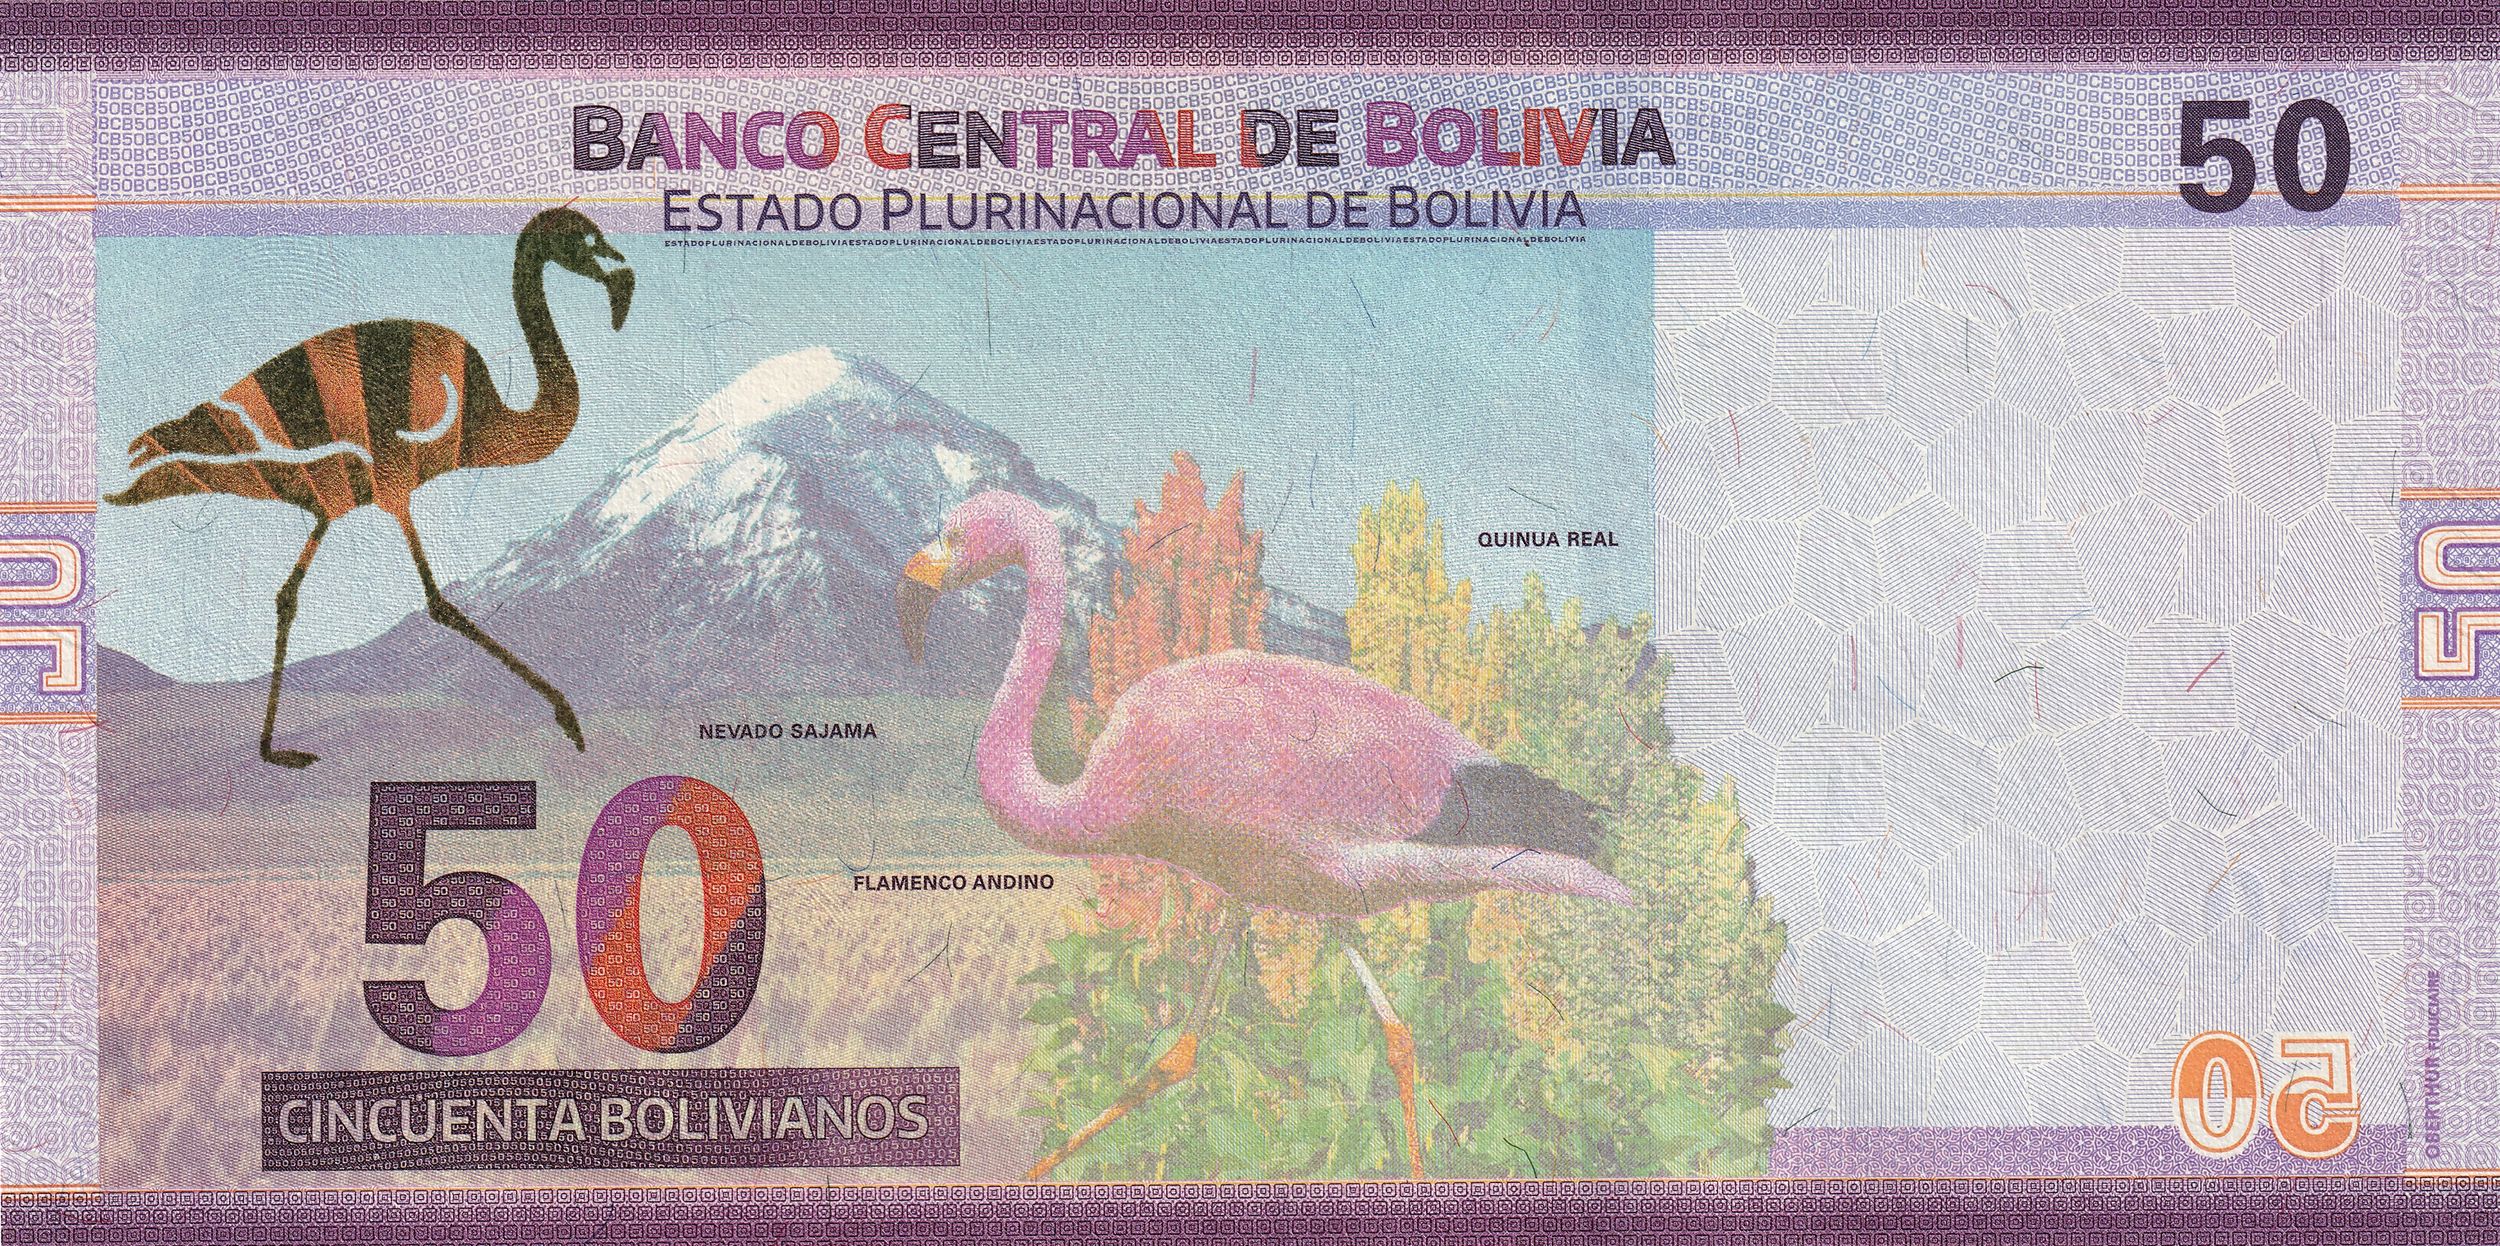 BANCO CENTRAL DE BOLIVIA
50
ESTADO PLURINACIONAL DE BOLIVIA
ESTADOPLURINACIONALDEBOLIVIAESTADOPLURINACIONALDEBOLIVIAESTADOPLURINACIONALDEBOLIVIAESTADOPLURINACIONALDEBOLIVIAESTADOPLURINACIONALDEBOLIVIA
QUINUA REAL
50
50
NEVADO SAJAMA
50
FLAMENCO ANDINO
OBERTHUR FIDUCIAIRE
50
CINCUENTA BOLIVIANOS